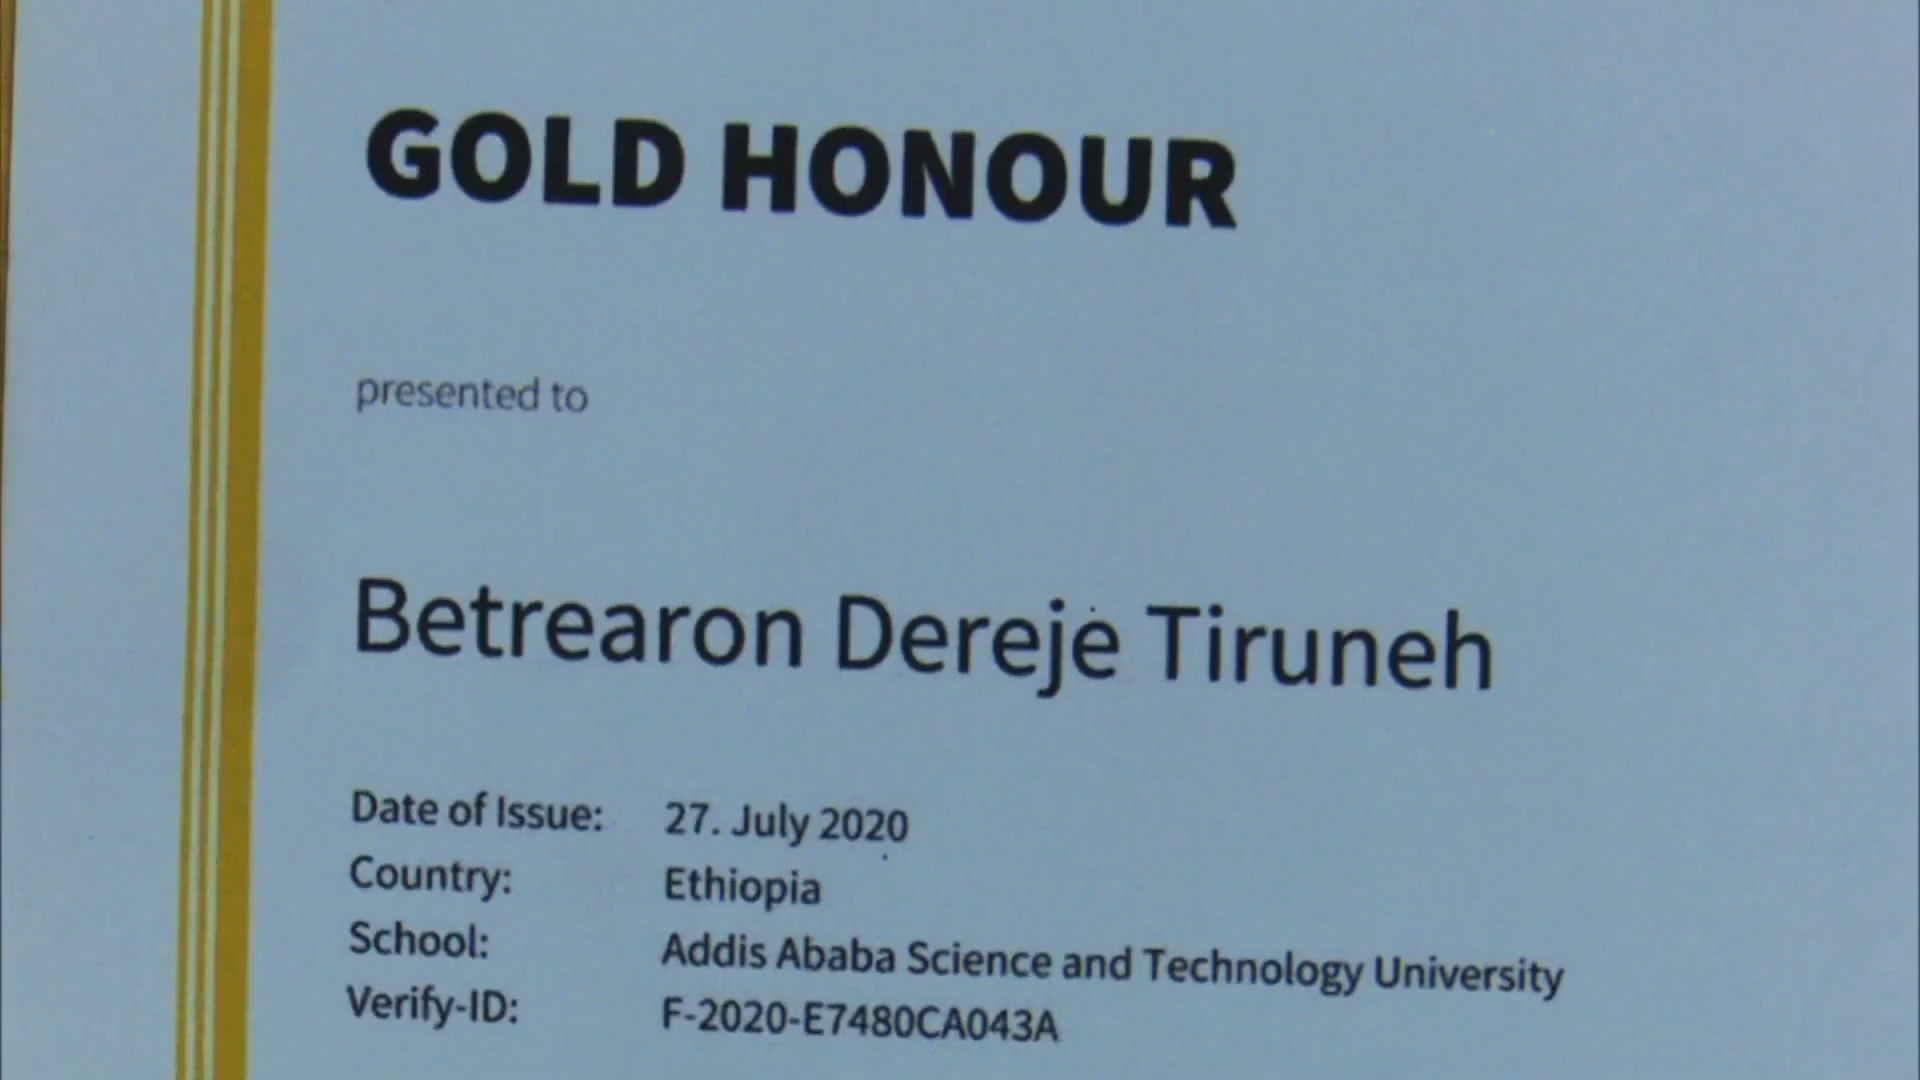 GOLD HONOUR
presented to
Betrearon Dereje Tiruneh
Date of Issue: 27. July 2020
Country: Ethiopia
School: Addis Ababa Science and Technology University
Verify-ID: F-2020-E7480CA043A